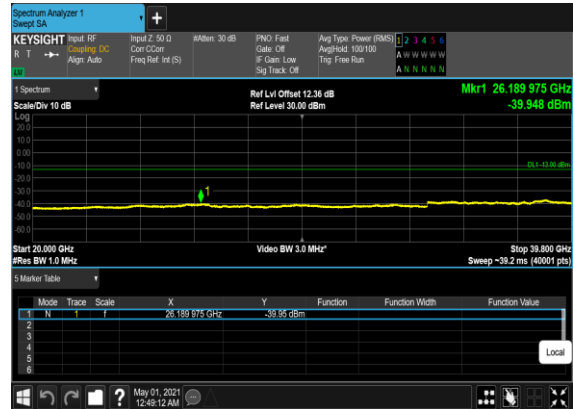 Spectrum Analyzer 1
Swept SA
+
KEYSIGHT Input: RF Input Z: 50 Ω #Atten: 30 dB PNO: Fast Avg Type: Power (RMS) 1 2 3 4 5 6
R T Coupling: DC Corr CCorr Gate: Off Avg|Hold: 100/100 A W W W W W
Align: Auto Freq Ref: Int (S) IF Gain: Low Trig: Free Run
LW Sig Track: Off A N N N N N
1 Spectrum Ref Lvl Offset 12.36 dB Mkr1 26.189 975 GHz
Scale/Div 10 dB Ref Level 30.00 dBm -39.948 dBm
Log
20.0
10.0
0.00
-10.0 DL1 -13.00 dBm
-20.0
-30.0
1
-40.0
-50.0
-60.0
Start 20.000 GHz Video BW 3.0 MHz* Stop 39.800 GHz
#Res BW 1.0 MHz Sweep ~39.2 ms (40001 pts)
5 Marker Table
Mode Trace Scale X Y Function Function Width Function Value
1 N 1 f 26.189 975 GHz -39.95 dBm
2
3
4
5
6
Local
? May 01, 2021
12:49:12 AM